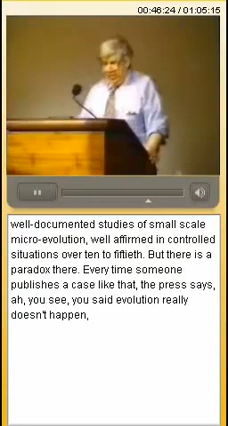 00:46:24 / 01:05:15
well-documented studies of small scale
micro-evolution, well affirmed in controlled
situations over ten to fiftieth. But there is a
paradox there. Every time someone
publishes a case like that, the press says,
ah, you see, you said evolution really
doesn't happen,